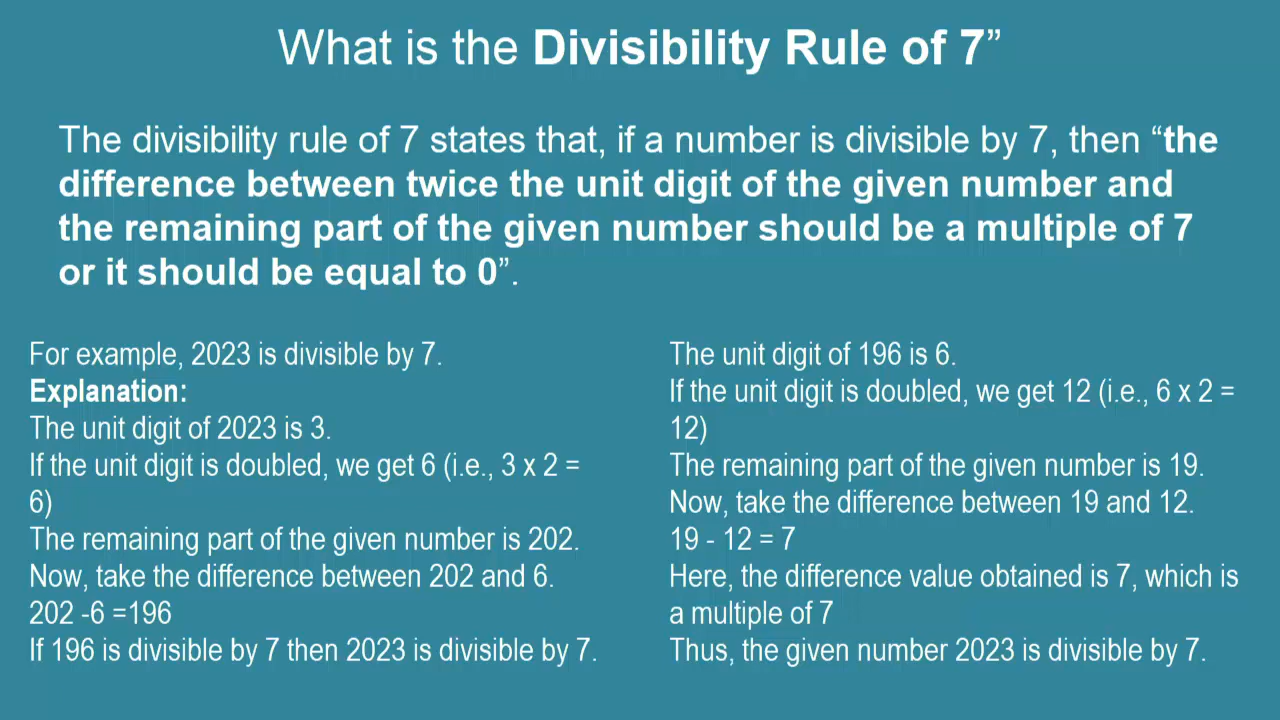 What is the Divisibility Rule of 7”
The divisibility rule of 7 states that, if a number is divisible by 7, then “the
difference between twice the unit digit of the given number and
the remaining part of the given number should be a multiple of 7
or it should be equal to 0”.
For example, 2023 is divisible by 7.
Explanation:
The unit digit of 2023 is 3.
If the unit digit is doubled, we get 6 (i.e., 3 x 2 =
6)
The remaining part of the given number is 202.
Now, take the difference between 202 and 6.
202 -6 =196
If 196 is divisible by 7 then 2023 is divisible by 7.
The unit digit of 196 is 6.
If the unit digit is doubled, we get 12 (i.e., 6 x 2 =
12)
The remaining part of the given number is 19.
Now, take the difference between 19 and 12.
19 - 12 = 7
Here, the difference value obtained is 7, which is
a multiple of 7
Thus, the given number 2023 is divisible by 7.